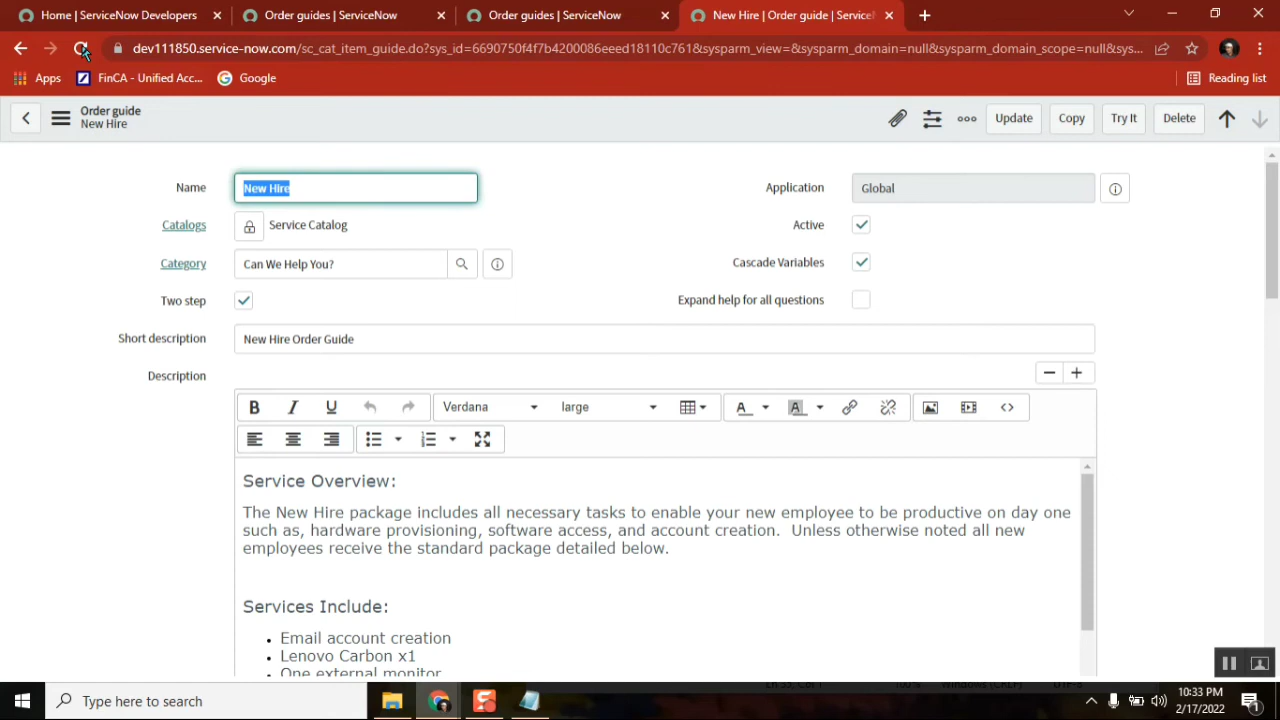 Home | ServiceNow Developers
Order guides | ServiceNow
Order guides | ServiceNow
New Hire | Order guide | Service
dev111850.service-now.com/sc_cat_item_guide.do?sys_id=6690750f4f7b4200086eeed18110c761&sysparm_view=&sysparm_domain=null&sysparm_domain_scope=null&sys...
Apps
FinCA - Unified Acc...
Google
Reading list
Order guide
New Hire
Update
Copy
Try It
Delete
Name
New Hire
Application
Global
Catalogs
Service Catalog
Active
Category
Can We Help You?
Cascade Variables
Two step
Expand help for all questions
Short description
New Hire Order Guide
Description
B I U
Verdana
large
A
A
Service Overview:
The New Hire package includes all necessary tasks to enable your new employee to be productive on day one
such as, hardware provisioning, software access, and account creation.  Unless otherwise noted all new
employees receive the standard package detailed below.
Services Include:
Email account creation
Lenovo Carbon x1
One external monitor
Type here to search
10:33 PM
2/17/2022
1